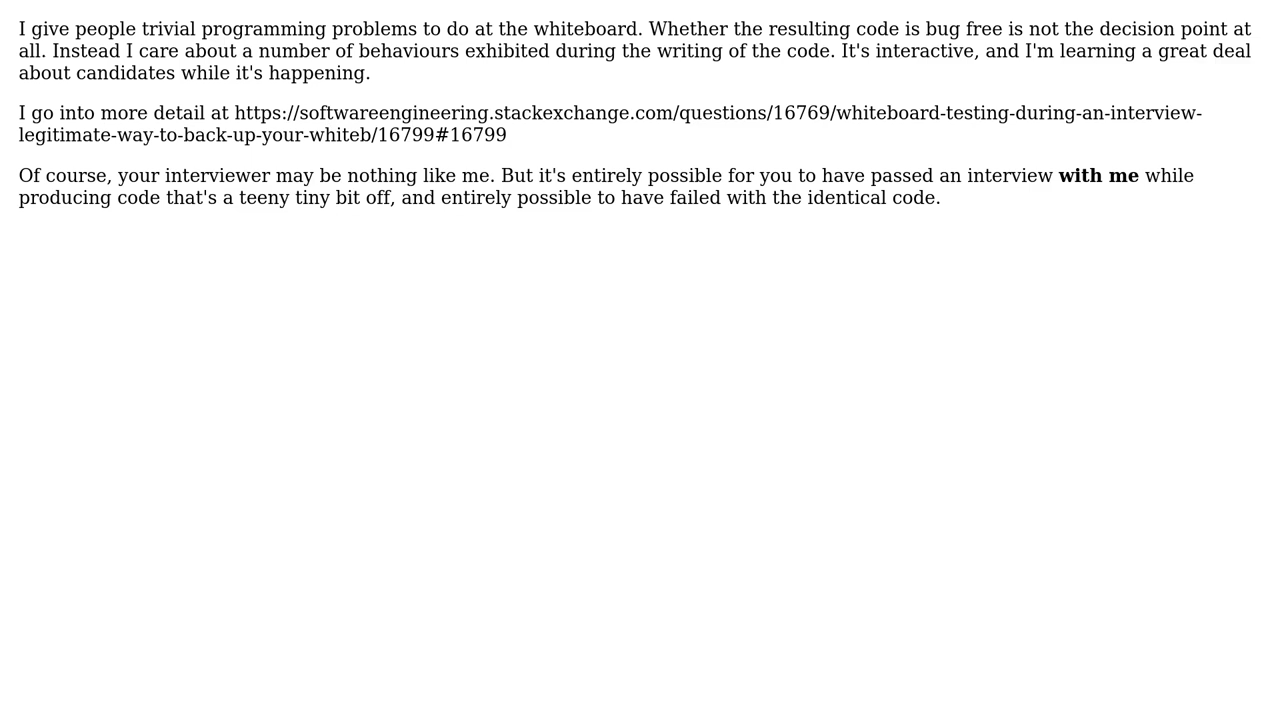 I give people trivial programming problems to do at the whiteboard. Whether the resulting code is bug free is not the decision point at
all. Instead I care about a number of behaviours exhibited during the writing of the code. It's interactive, and I'm learning a great deal
about candidates while it's happening.
I go into more detail at https://softwareengineering.stackexchange.com/questions/16769/whiteboard-testing-during-an-interview-
legitimate-way-to-back-up-your-whiteb/16799#16799
Of course, your interviewer may be nothing like me. But it's entirely possible for you to have passed an interview with me while
producing code that's a teeny tiny bit off, and entirely possible to have failed with the identical code.